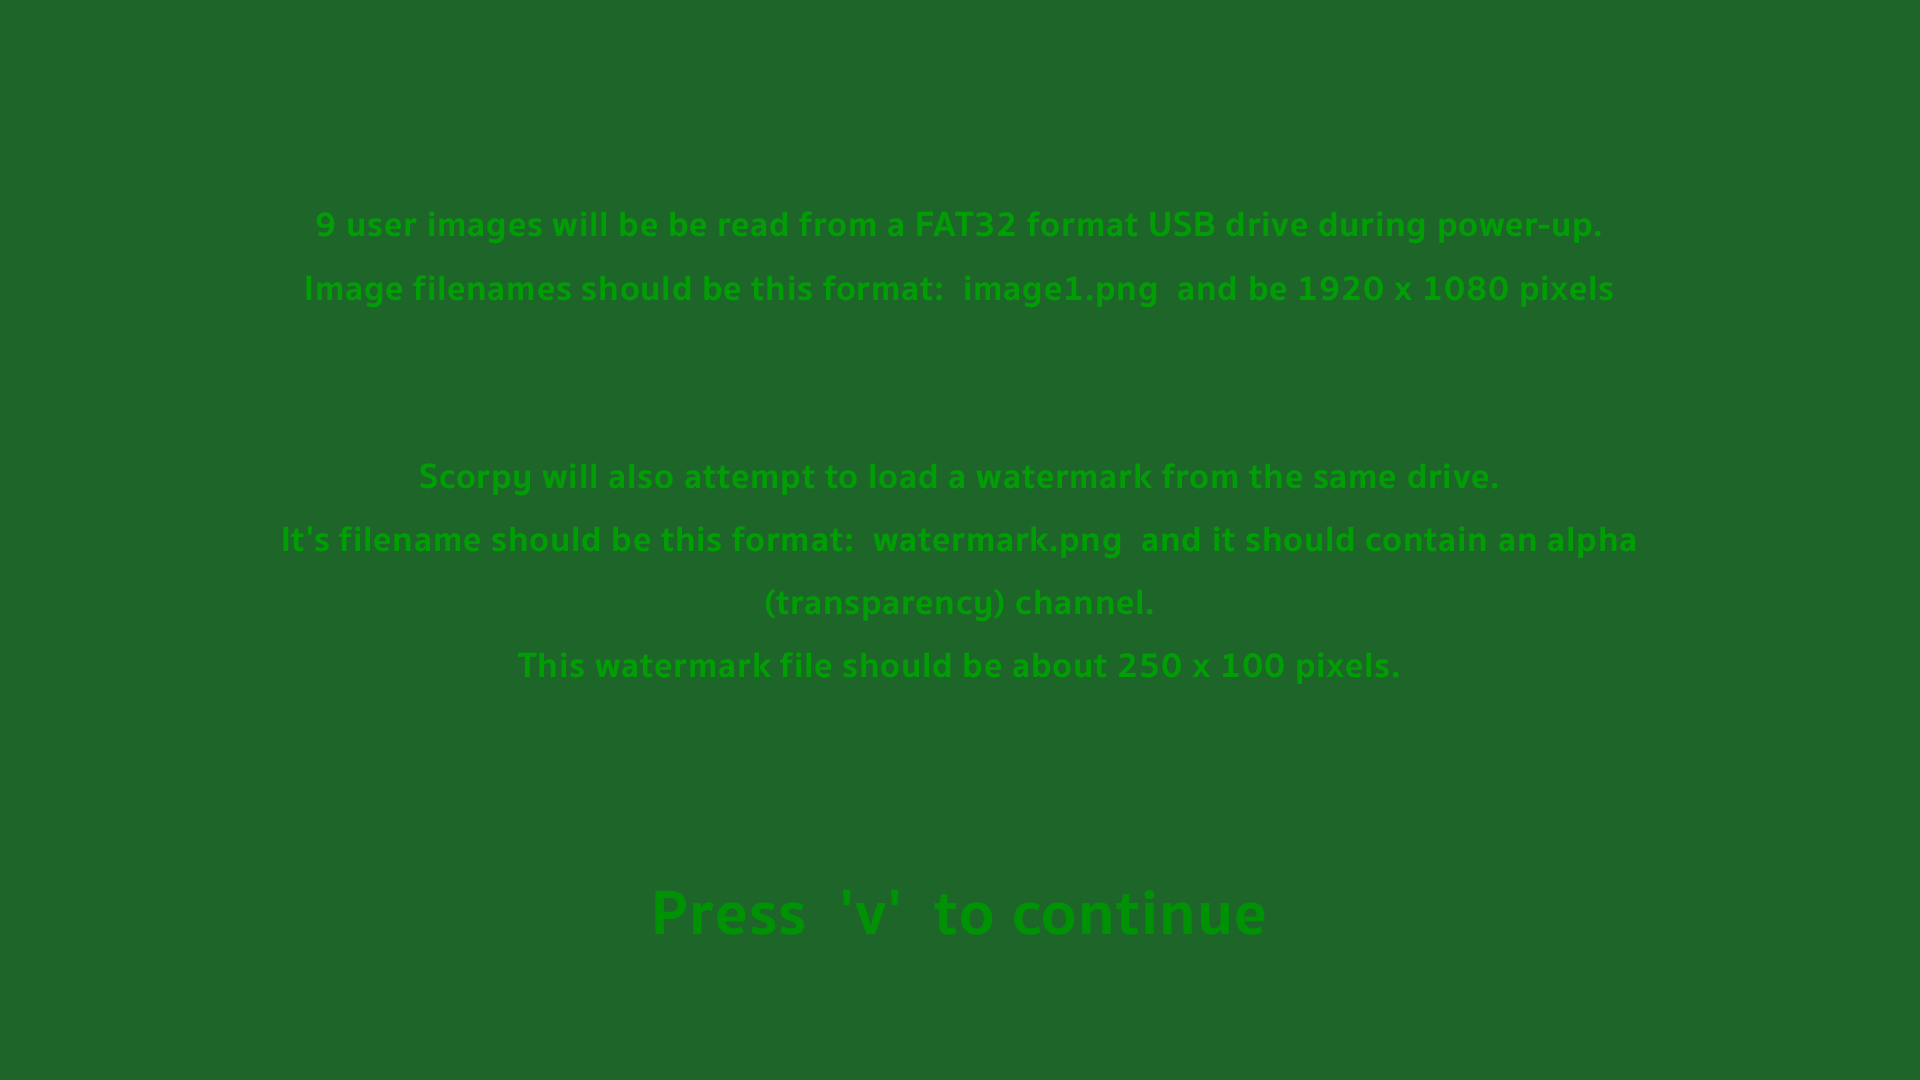 9 user images will be be read from a FAT32 format USB drive during power-up.
Image filenames should be this format:  image1.png  and be 1920 x 1080 pixels
Scorpy will also attempt to load a watermark from the same drive.
It's filename should be this format:  watermark.png  and it should contain an alpha
(transparency) channel.
This watermark file should be about 250 x 100 pixels.
Press  'v'  to continue